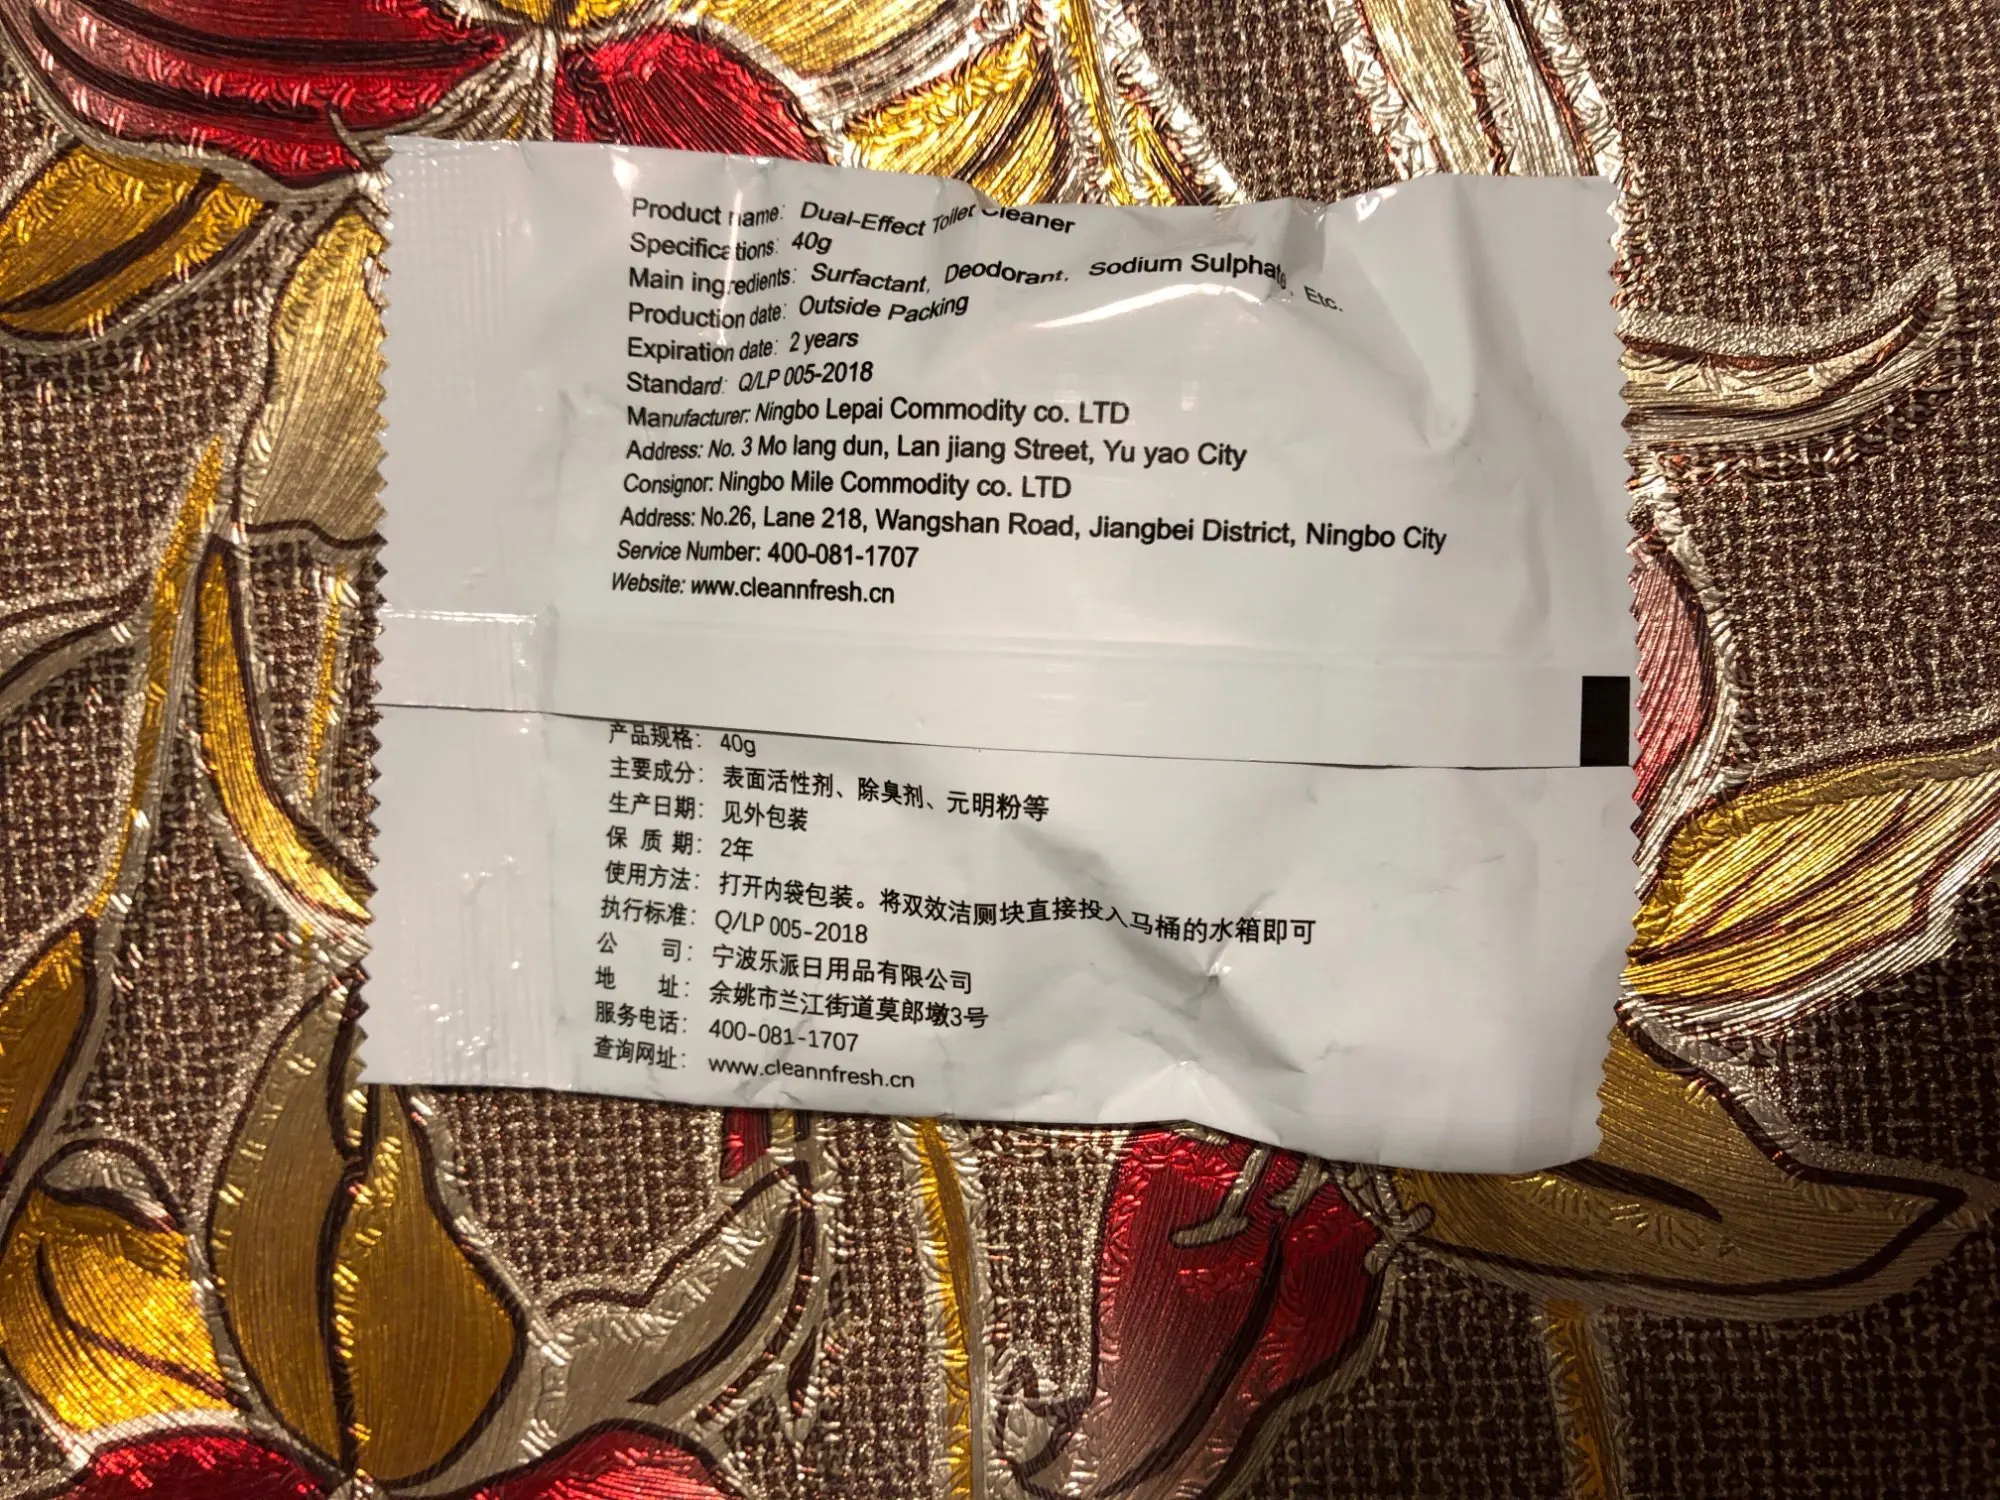 Product name: Dual-Effect Toilet Cleaner
Specifications: 40g
Main ingredients: Surfactant, Deodorant, Sodium Sulphate, Etc.
Production date: Outside Packing
Expiration date: 2 years
Standard: Q/LP 005-2018
Manufacturer: Ningbo Lepai Commodity co. LTD
Address: No. 3 Mo lang dun, Lan jiang Street, Yu yao City
Consignor: Ningbo Mile Commodity co. LTD
Address: No.26, Lane 218, Wangshan Road, Jiangbei District, Ningbo City
Service Number: 400-081-1707
Website: www.cleannfresh.cn
产品规格: 40g
主要成分: 表面活性剂、除臭剂、元明粉等
生产日期: 见外包装
保 质 期: 2年
使用方法: 打开内袋包装。将双效洁厕块直接投入马桶的水箱即可
执行标准: Q/LP 005-2018
公 司: 宁波乐派日用品有限公司
地 址: 余姚市兰江街道莫郎墩3号
服务电话: 400-081-1707
查询网址: www.cleannfresh.cn